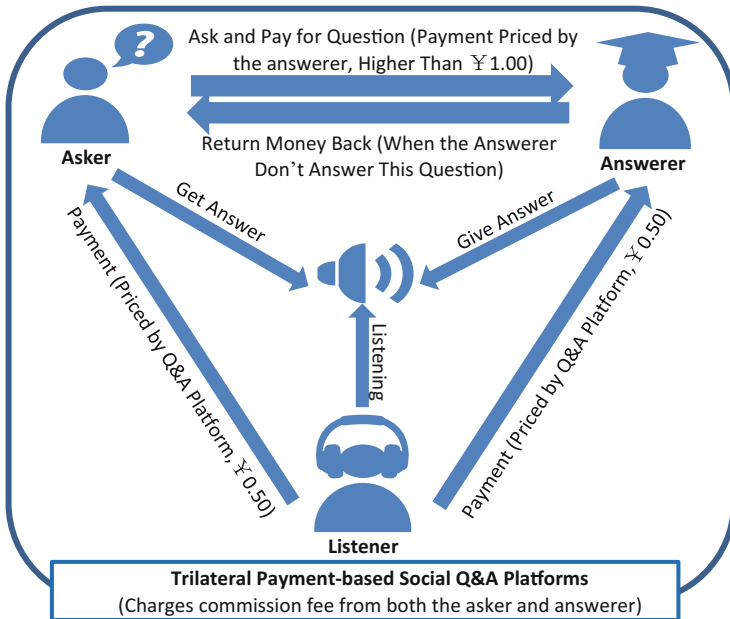 ?
Ask and Pay for Question (Payment Priced by
the answerer, Higher Than ¥1.00)
Return Money Back (When the Answerer
Don't Answer This Question)
Asker
Answerer
Get Answer
Give Answer
Payment (Priced by Q&A Platform, ¥0.50)
Listening
Payment (Priced by Q&A Platform, ¥0.50)
Listener
Trilateral Payment-based Social Q&A Platforms
(Charges commission fee from both the asker and answerer)